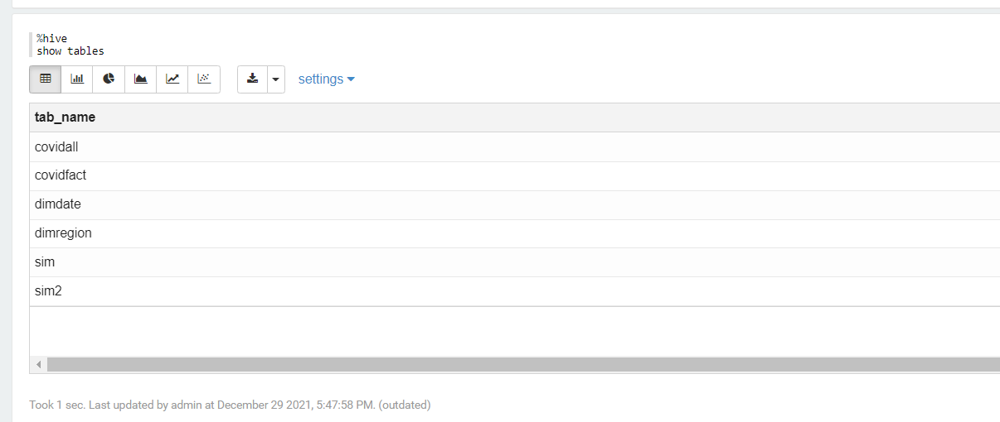 %hive
show tables
settings
tab_name
covidall
covidfact
dimdate
dimregion
sim
sim2
Took 1 sec. Last updated by admin at December 29 2021, 5:47:58 PM. (outdated)